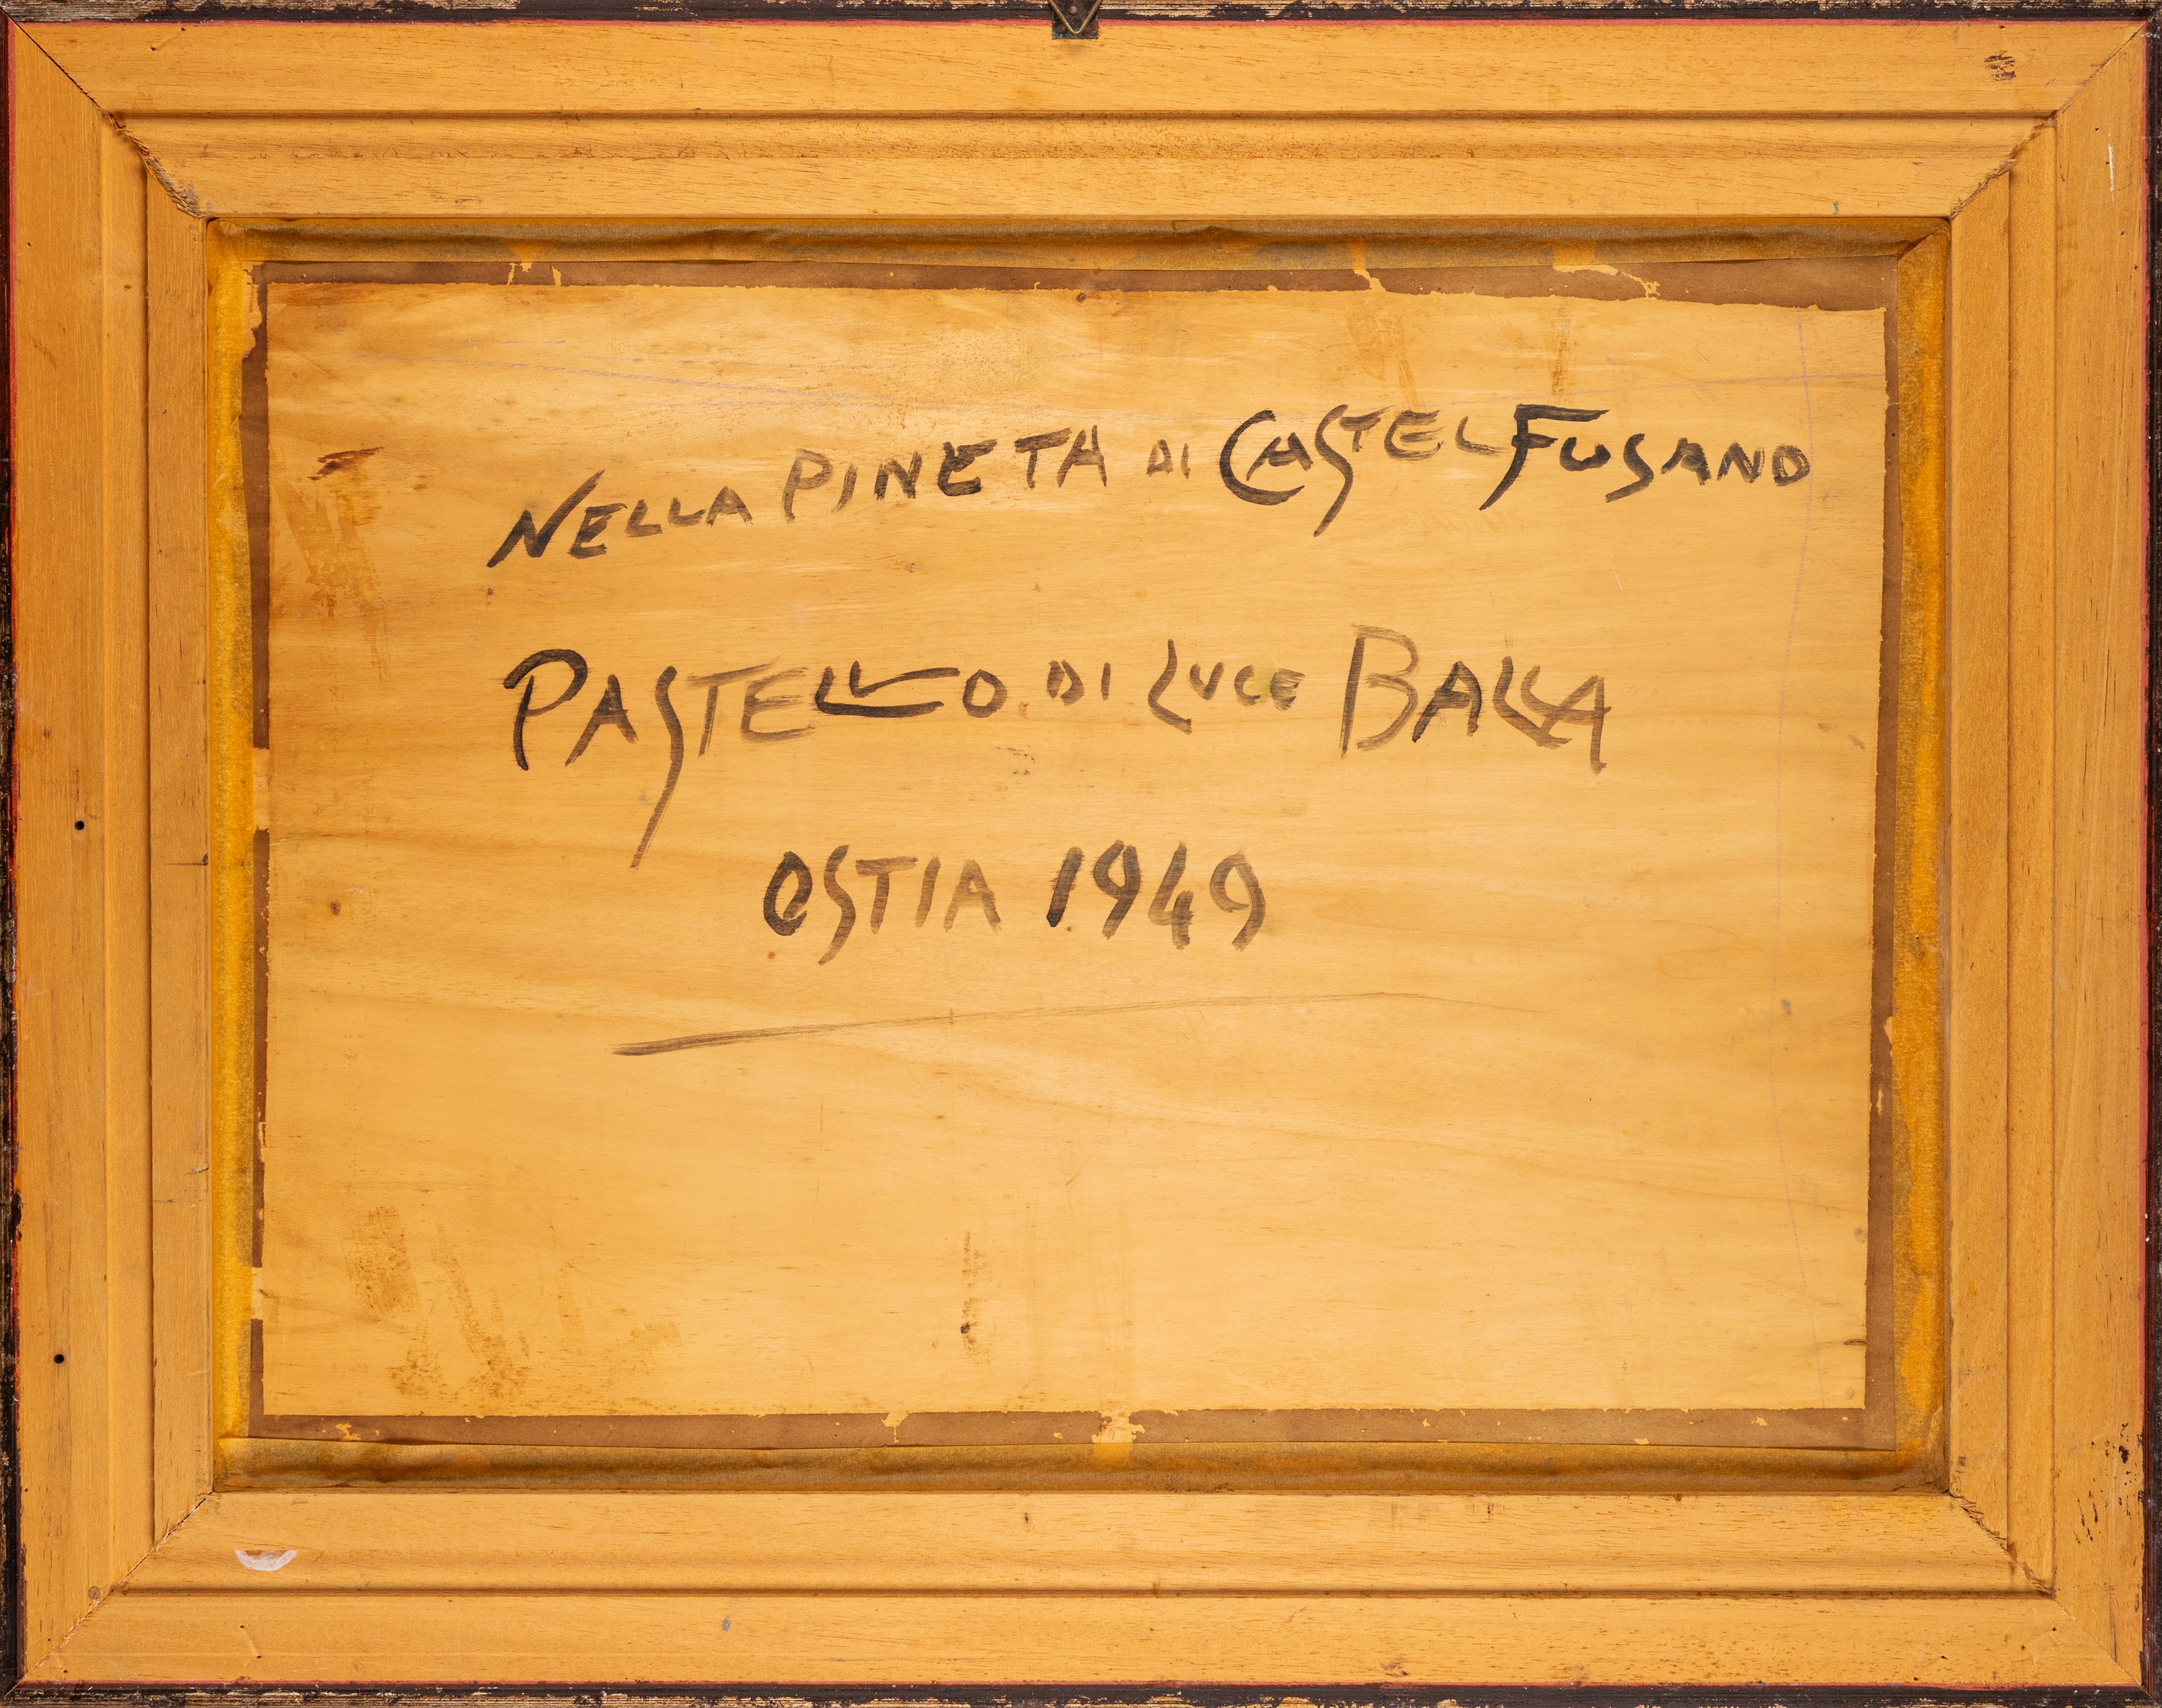 NELLA PINETA DI CASTELFUSANO
PASTELLO DI LUCE BALLA
OSTIA 1949